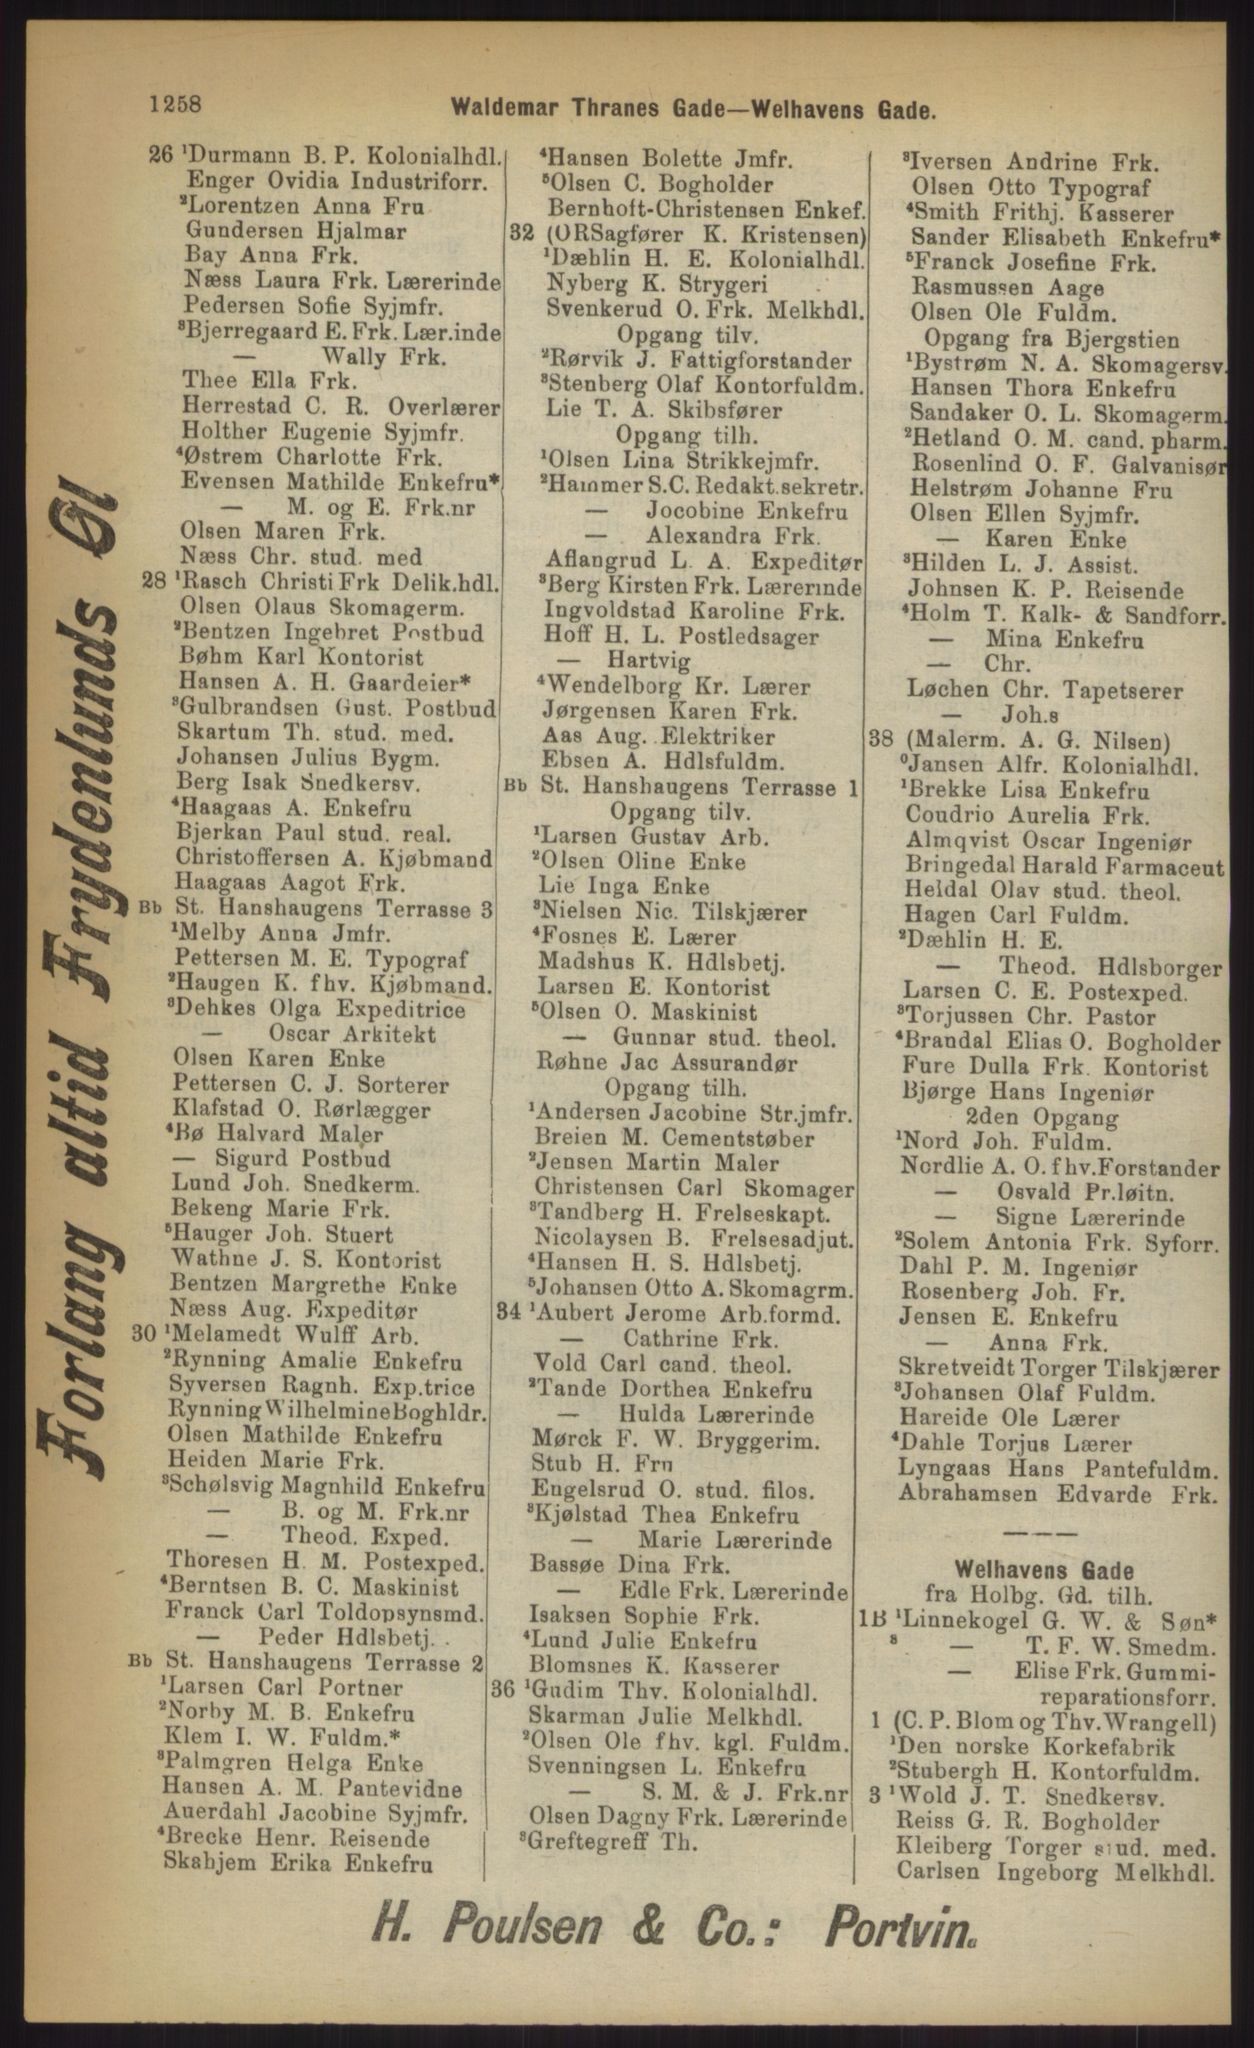 1258
Waldemar Thranes Gade—Welhavens Gade.
26 ¹Durmann B. P. Kolonialhdl.
Enger Ovidia Industriforr.
²Lorentzen Anna Fru
Gundersen Hjalmar
Bay Anna Frk.
Næss Laura Frk. Lærerinde
Pedersen Sofie Syjmfr.
³Bjerregaard E. Frk. Lær.inde
— Wally Frk.
Thee Ella Frk.
Herrestad C. R. Overlærer
Holther Eugenie Syjmfr.
⁴Østrem Charlotte Frk.
Evensen Mathilde Enkefru*
— M. og E. Frk.nr
Olsen Maren Frk.
Næss Chr. stud. med
28 ¹Rasch Christi Frk Delik.hdl.
Olsen Olaus Skomagerm.
²Bentzen Ingebret Postbud
Bøhm Karl Kontorist
Hansen A. H. Gaardeier*
³Gulbrandsen Gust. Postbud
Skartum Th. stud. med.
Johansen Julius Bygm.
Berg Isak Snedkersv.
⁴Haagaas A. Enkefru
Bjerkan Paul stud. real.
Christoffersen A. Kjøbmand
Haagaas Aagot Frk.
Bb St. Hanshaugens Terrasse 3
¹Melby Anna Jmfr.
Pettersen M. E. Typograf
²Haugen K. fhv. Kjøbmand.
³Dehkes Olga Expeditrice
— Oscar Arkitekt
Olsen Karen Enke
Pettersen C. J. Sorterer
Klafstad O. Rørlægger
⁴Bø Halvard Maler
— Sigurd Postbud
Lund Joh. Snedkerm.
Bekeng Marie Frk.
⁵Hauger Joh. Stuert
Wathne J. S. Kontorist
Bentzen Margrethe Enke
Næss Aug. Expeditør
30 ¹Melamedt Wulff Arb.
²Rynning Amalie Enkefru
Syversen Ragnh. Exp.trice
Rynning Wilhelmine Boghldr.
Olsen Mathilde Enkefru
Heiden Marie Frk.
³Schølsvig Magnhild Enkefru
— B. og M. Frk.nr
— Theod. Exped.
Thoresen H. M. Postexped.
⁴Berntsen B. C. Maskinist
Franck Carl Toldopsynsmd.
— Peder Hdlsbetj.
Bb St. Hanshaugens Terrasse 2
¹Larsen Carl Portner
²Norby M. B. Enkefru
Klem I. W. Fuldm.*
³Palmgren Helga Enke
Hansen A. M. Pantevidne
Auerdahl Jacobine Syjmfr.
⁴Brecke Henr. Reisende
Skabjem Erika Enkefru
⁴Hansen Bolette Jmfr.
⁵Olsen C. Bogholder
Bernhoft-Christensen Enkef.
32 (ORSagfører K. Kristensen)
¹Dæhlin H. E. Kolonialhdl.
Nyberg K. Strygeri
Svenkerud O. Frk. Melkhdl.
Opgang tilv.
²Rørvik J. Fattigforstander
³Stenberg Olaf Kontorfuldm.
Lie T. A. Skibsfører
Opgang tilh.
¹Olsen Lina Strikkejmfr.
²Hammer S.C. Redakt.sekretr.
— Jocobine Enkefru
— Alexandra Frk.
Aflangrud L. A. Expeditør
³Berg Kirsten Frk. Lærerinde
Ingvoldstad Karoline Frk.
Hoff H. L. Postledsager
— Hartvig
⁴Wendelborg Kr. Lærer
Jørgensen Karen Frk.
Aas Aug. Elektriker
Ebsen A. Hdlsfuldm.
Bb St. Hanshaugens Terrasse 1
Opgang tilv.
¹Larsen Gustav Arb.
²Olsen Oline Enke
Lie Inga Enke
³Nielsen Nic. Tilskjærer
⁴Fosnes E. Lærer
Madshus K. Hdlsbetj.
Larsen E. Kontorist
⁵Olsen O. Maskinist
— Gunnar stud. theol.
Røhne Jac Assurandør
Opgang tilh.
¹Andersen Jacobine Str.jmfr.
Breien M. Cementstøber
²Jensen Martin Maler
Christensen Carl Skomager
³Tandberg H. Frelseskapt.
Nicolaysen B. Frelsesadjut.
⁴Hansen H. S. Hdlsbetj.
⁵Johansen Otto A. Skomagrm.
34 ¹Aubert Jerome Arb.formd.
— Cathrine Frk.
Vold Carl cand. theol.
²Tande Dorthea Enkefru
— Hulda Lærerinde
Mørck F. W. Bryggerim.
Stub H. Fru
Engelsrud O. stud. filos.
³Kjølstad Thea Enkefru
— Marie Lærerinde
Bassøe Dina Frk.
— Edle Frk. Lærerinde
Isaksen Sophie Frk.
⁴Lund Julie Enkefru
Blomsnes K. Kasserer
36 ¹Gudim Thv. Kolonialhdl.
Skarman Julie Melkhdl.
²Olsen Ole fhv. kgl. Fuldm.
Svenningsen L. Enkefru
— S. M. & J. Frk.nr
Olsen Dagny Frk. Lærerinde
³Greftegreff Th.
³Iversen Andrine Frk.
Olsen Otto Typograf
⁴Smith Frithj. Kasserer
Sander Elisabeth Enkefru*
⁵Franck Josefine Frk.
Rasmussen Aage
Olsen Ole Fuldm.
Opgang fra Bjergstien
¹Bystrøm N. A. Skomagersv.
Hansen Thora Enkefru
Sandaker O. L. Skomagerm.
²Hetland O. M. cand. pharm.
Rosenlind O. F. Galvanisør
Helstrøm Johanne Fru
Olsen Ellen Syjmfr.
— Karen Enke
³Hilden L. J. Assist.
Johnsen K. P. Reisende
⁴Holm T. Kalk- & Sandforr.
— Mina Enkefru
— Chr.
Løchen Chr. Tapetserer
— Joh.s
38 (Malerm. A. G. Nilsen)
⁰Jansen Alfr. Kolonialhdl.
¹Brekke Lisa Enkefru
Coudrio Aurelia Frk.
Almqvist Oscar Ingeniør
Bringedal Harald Farmaceut
Heldal Olav stud. theol.
Hagen Carl Fuldm.
²Dæhlin H. E.
— Theod. Hdlsborger
Larsen C. E. Postexped.
³Torjussen Chr. Pastor
⁴Brandal Elias O. Bogholder
Fure Dulla Frk. Kontorist
Bjørge Hans Ingeniør
2den Opgang
¹Nord Joh. Fuldm.
Nordlie A. O. fhv. Forstander
— Osvald Pr.løitn.
— Signe Lærerinde
²Solem Antonia Frk. Syforr.
Dahl P. M. Ingeniør
Rosenberg Joh. Fr.
Jensen E. Enkefru
— Anna Frk.
Skretveidt Torger Tilskjærer
³Johansen Olaf Fuldm.
Hareide Ole Lærer
⁴Dahle Torjus Lærer
Lyngaas Hans Pantefuldm.
Abrahamsen Edvarde Frk.
— — —
Welhavens Gade
fra Holbg. Gd. tilh.
1B ¹Linnekogel G. W. & Søn*
³ — T. F. W. Smedm.
— Elise Frk. Gummi-
reparationsforr.
1 (C. P. Blom og Thv. Wrangell)
¹Den norske Korkefabrik
²Stubergh H. Kontorfuldm.
3 ¹Wold J. T. Snedkersv.
Reiss G. R. Bogholder
Kleiberg Torger stud. med.
Carlsen Ingeborg Melkhdl.
Forlang altid Frydenlunds Øl
H. Poulsen & Co.: Portvin.